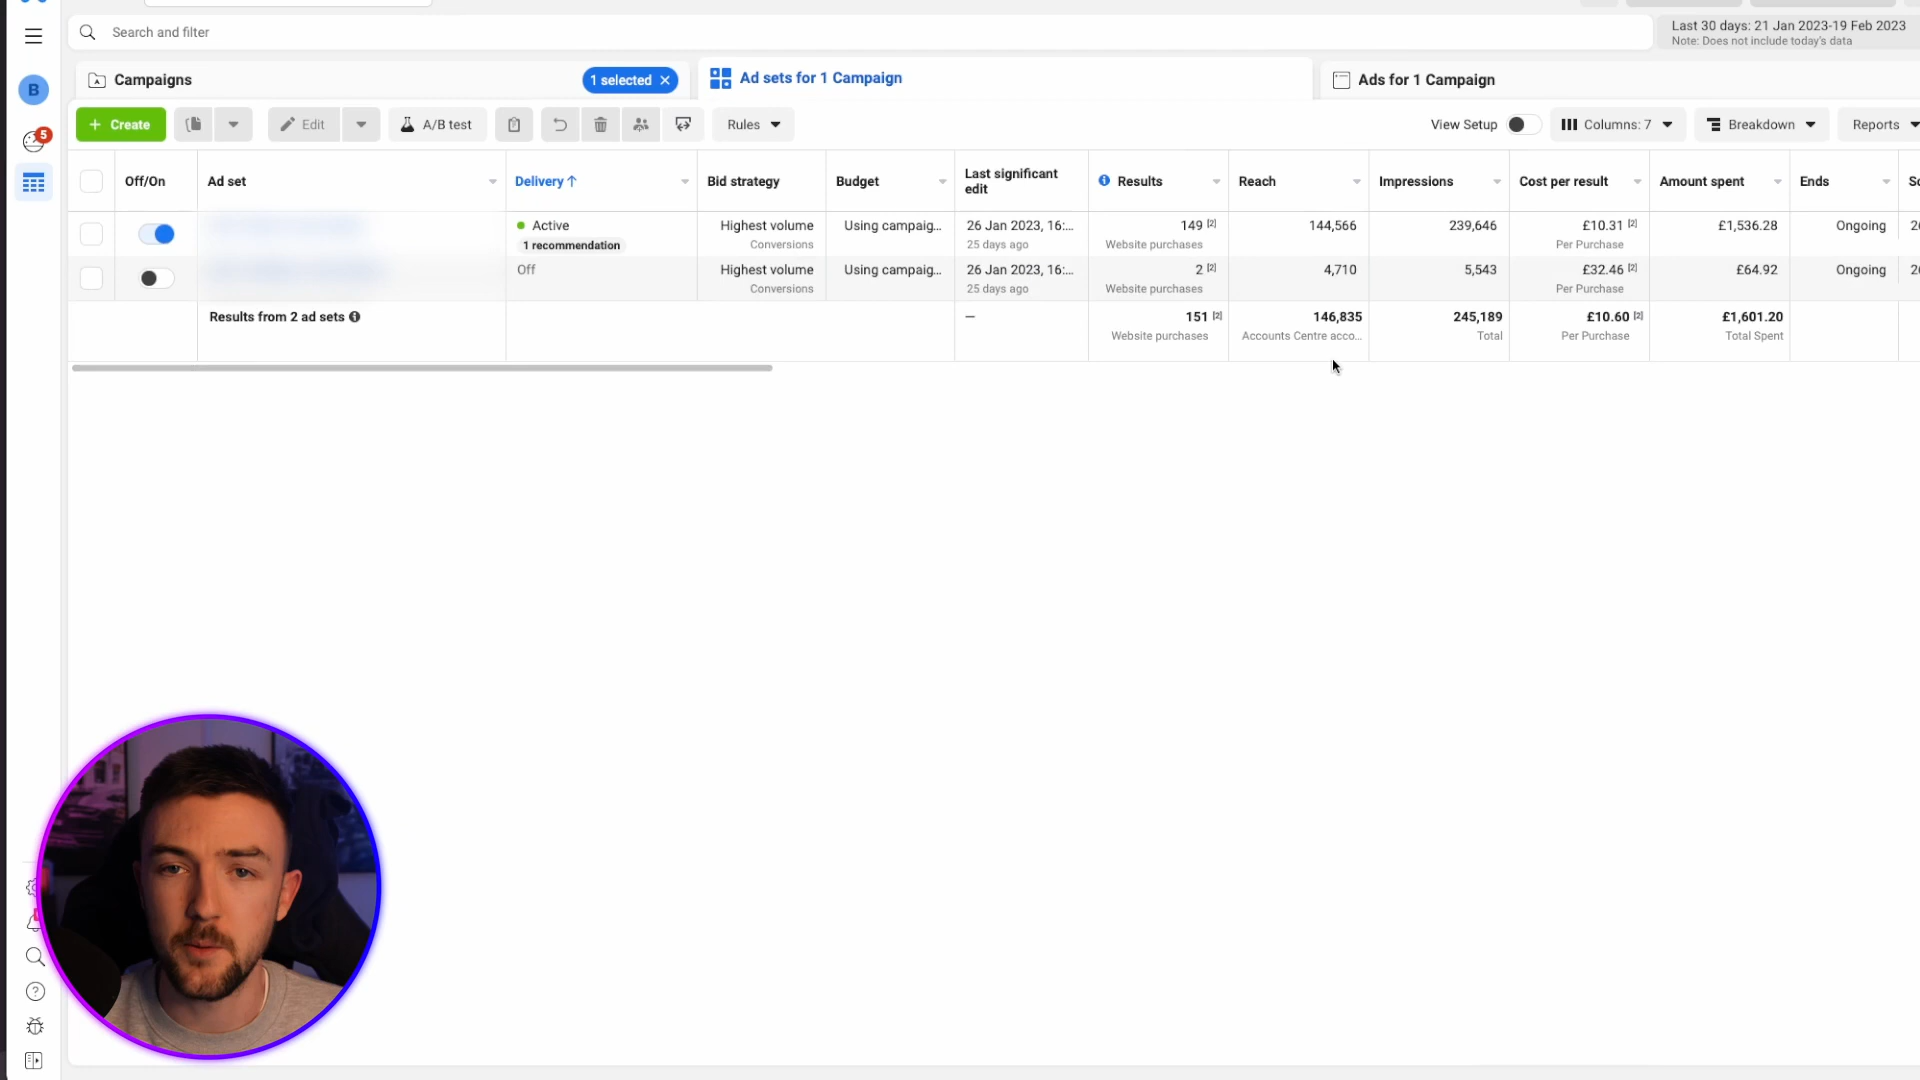 Search and filter
Last 30 days: 21 Jan 2023-19 Feb 2023
Note: Does not include today's data
B
5
Campaigns
1 selected
Ad sets for 1 Campaign
Ads for 1 Campaign
+ Create
Edit
A/B test
Rules
View Setup
Columns: 7
Breakdown
Reports
Off/On
Ad set
Delivery ↑
Bid strategy
Budget
Last significant
edit
Results
Reach
Impressions
Cost per result
Amount spent
Ends
Active
1 recommendation
Highest volume
Conversions
Using campaig...
26 Jan 2023, 16:...
25 days ago
149 [2]
Website purchases
144,566
239,646
£10.31 [2]
Per Purchase
£1,536.28
Ongoing
Off
Highest volume
Conversions
Using campaig...
26 Jan 2023, 16:...
25 days ago
2 [2]
Website purchases
4,710
5,543
£32.46 [2]
Per Purchase
£64.92
Ongoing
Results from 2 ad sets
—
151 [2]
Website purchases
146,835
Accounts Centre acco...
245,189
Total
£10.60 [2]
Per Purchase
£1,601.20
Total Spent